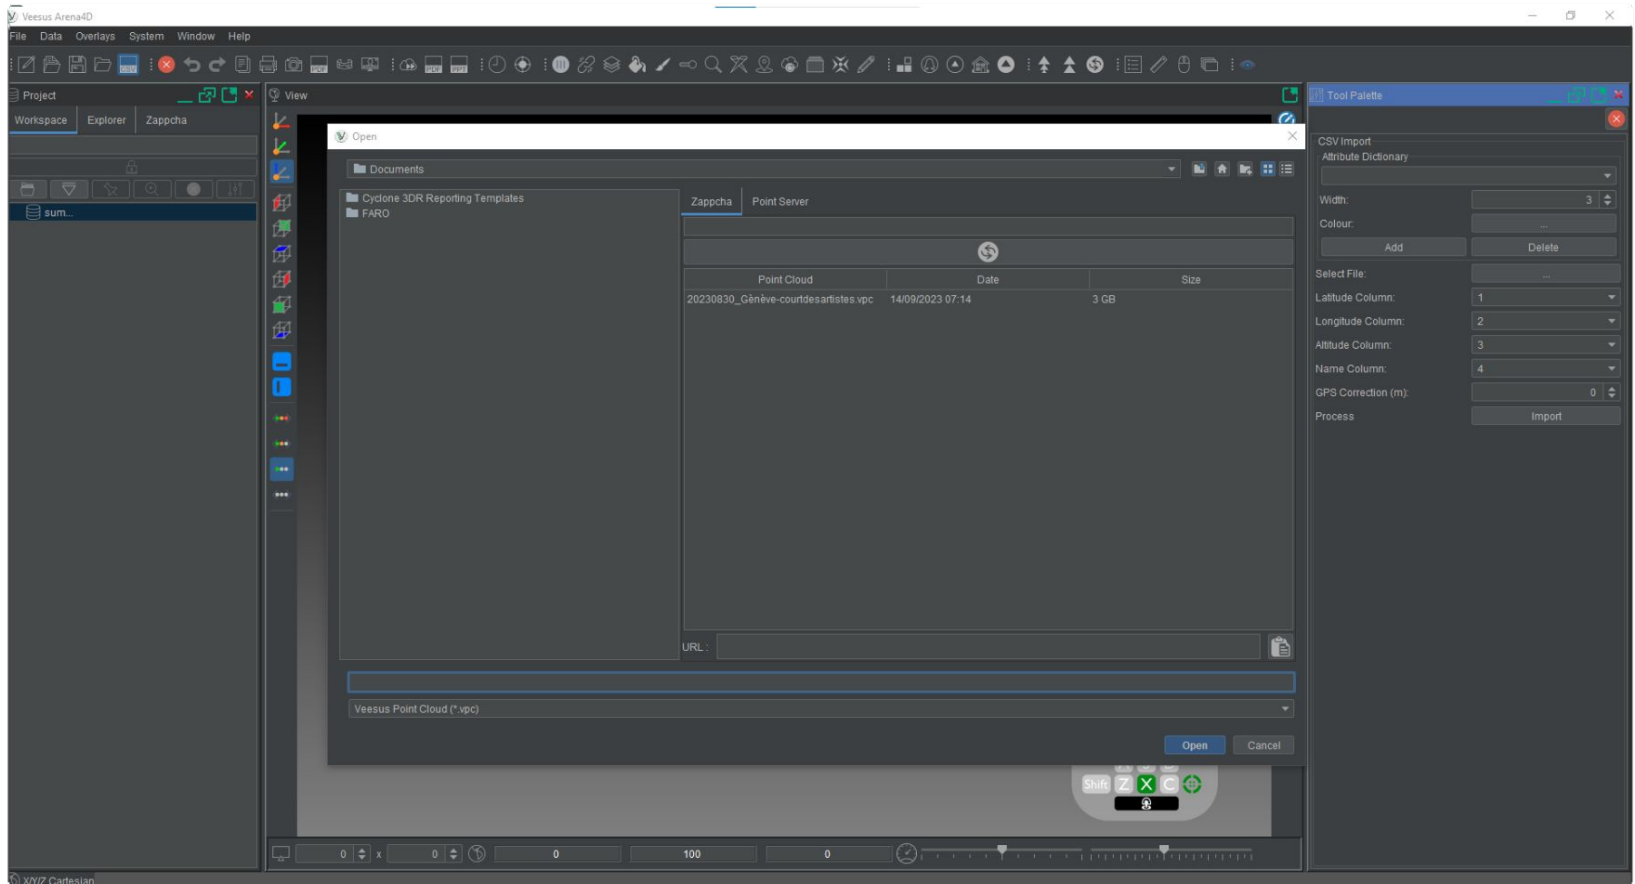 Veesus Arena4D
File Data Overlays System Window Help
CSV
PDF
Project
View
Tool Palette
Workspace Explorer Zappcha
sum...
Open
Documents
Cyclone 3DR Reporting Templates
FARO
Zappcha Point Server
Point Cloud Date Size
20230830_Gènève-courtdesartistes.vpc 14/09/2023 07:14 3 GB
URL :
Veesus Point Cloud (*.vpc)
Open Cancel
CSV Import
Attribute Dictionary
Width: 3
Colour: ...
Add Delete
Select File: ...
Latitude Column: 1
Longitude Column: 2
Altitude Column: 3
Name Column: 4
GPS Correction (m): 0
Process Import
Shift Z X C
0 x 0 0 100 0
X/Y/Z Cartesian